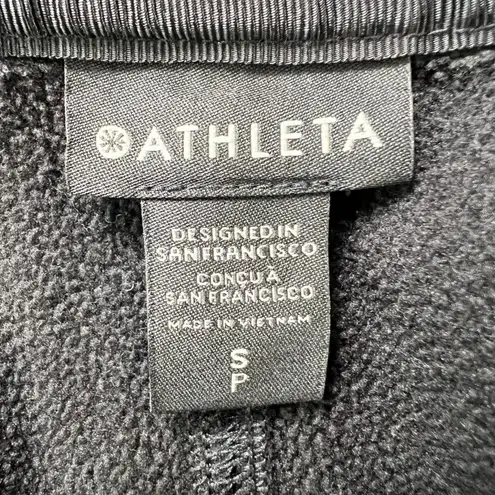 ATHLETA
DESIGNED IN
SAN FRANCISCO
CONÇU À
SAN FRANCISCO
MADE IN VIETNAM
S
P